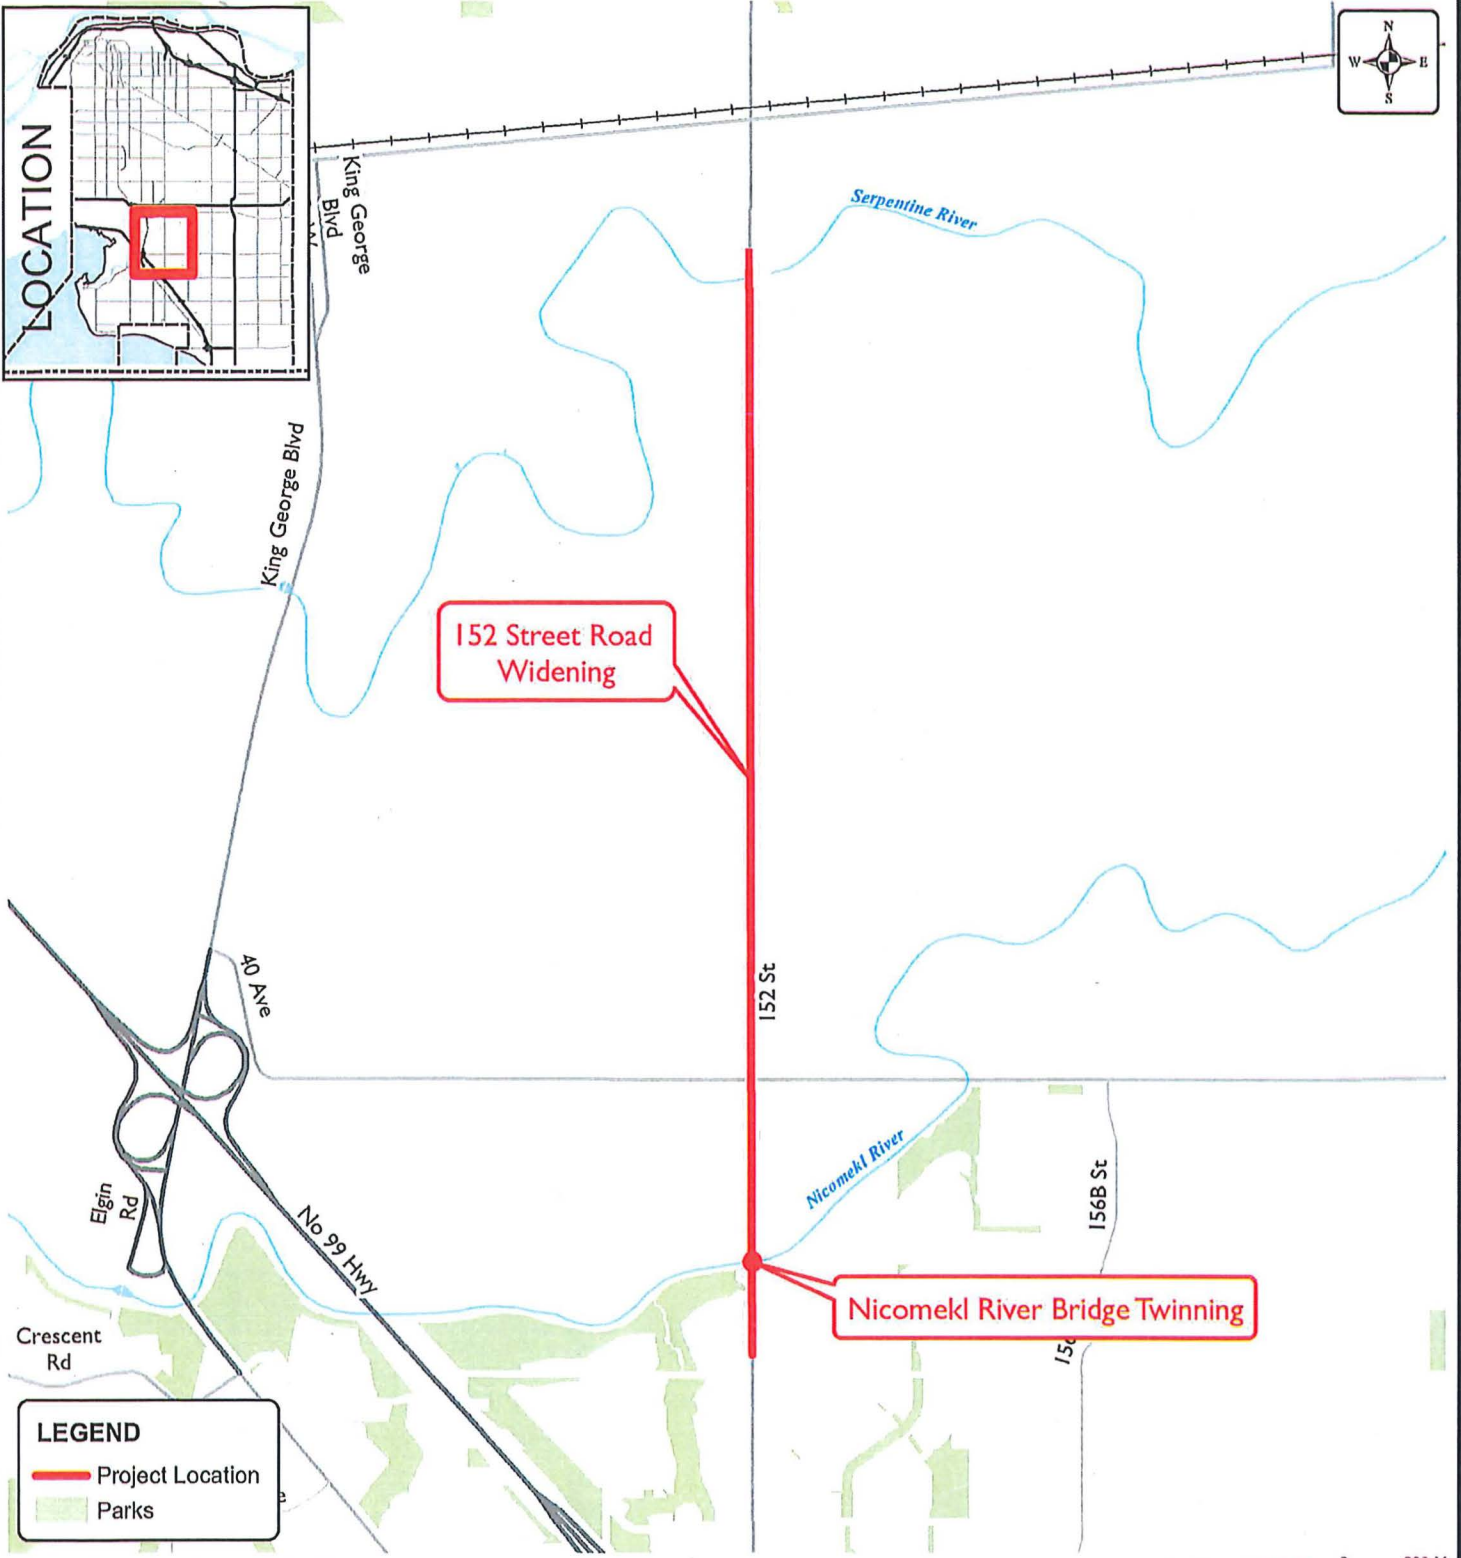 LOCATION
N
W E
S
King George
Blvd
Serpentine River
King George Blvd
152 Street Road
Widening
40 Ave
152 St
Nicomekl River
156B St
Elgin
Rd
No 99 Hwy
Nicomekl River Bridge Twinning
Crescent
Rd
LEGEND
Project Location
Parks